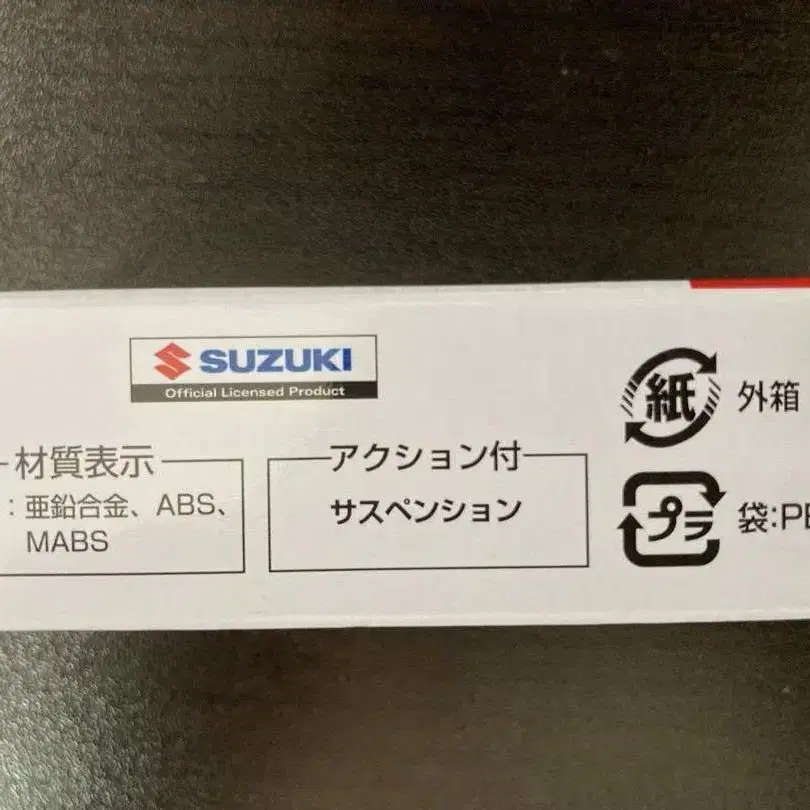 SUZUKI
Official Licensed Product
材質表示
：亜鉛合金、ABS、
MABS
アクション付
サスペンション
紙
外箱
プラ
袋:PE